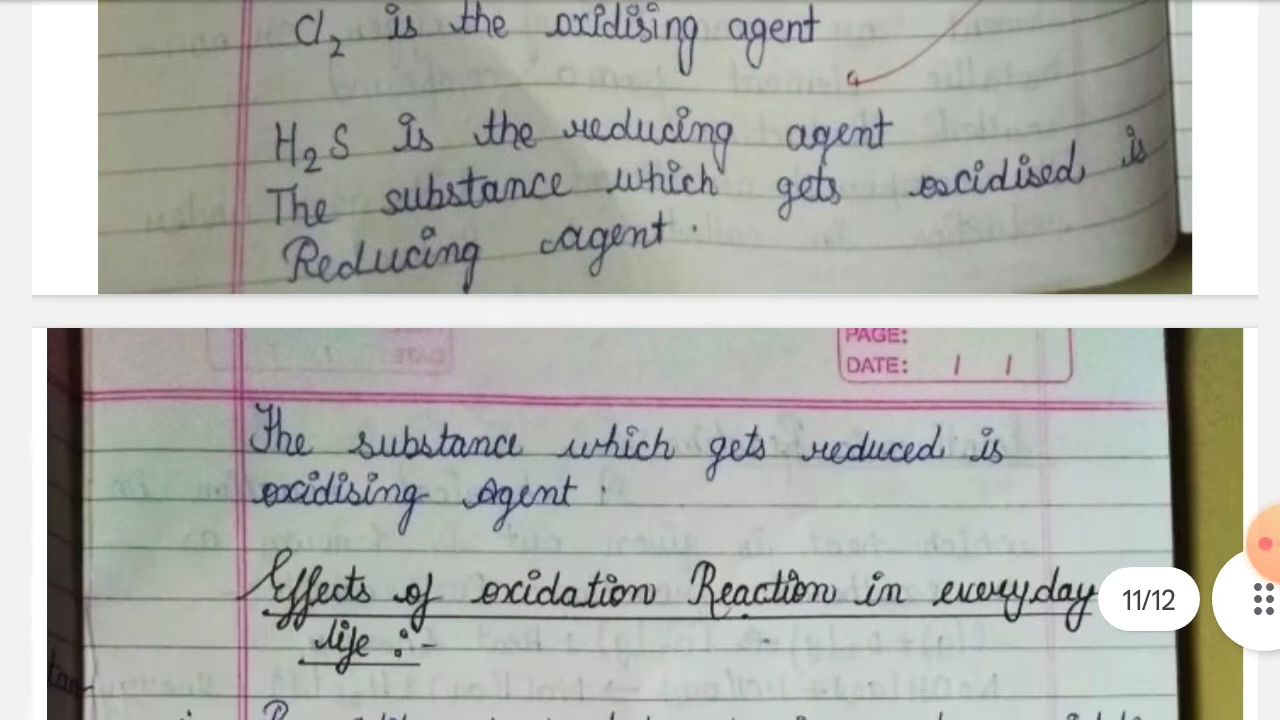 Cl2 is the oxidising agent
H2S is the reducing agent
The substance which gets oxidised is
Reducing agent.
PAGE:
DATE: / /
The substance which gets reduced is
oxidising Agent.
Effects of oxidation Reaction in everyday
life :-
11/12